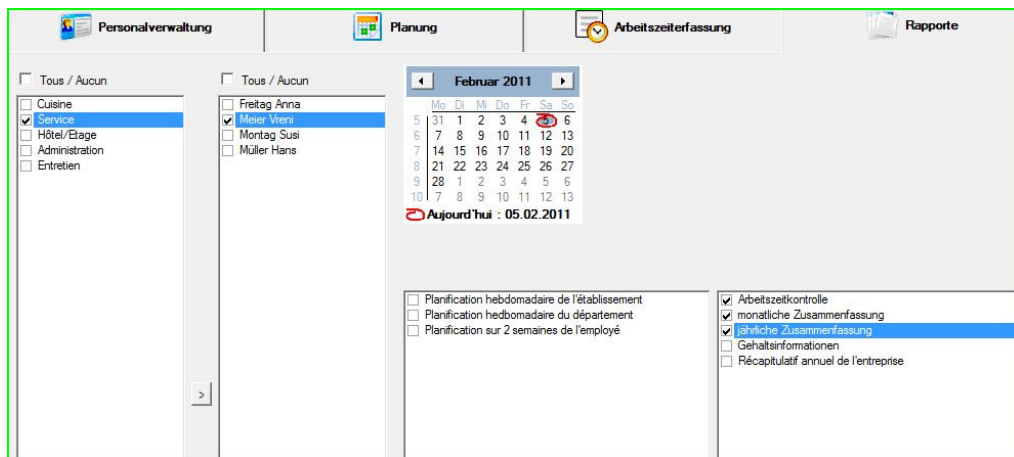 Personalverwaltung
Planung
Arbeitszeiterfassung
Rapporte
Tous / Aucun
Cuisine
Service
Hôtel/Etage
Administration
Entretien
>
Tous / Aucun
Freitag Anna
Meier Vreni
Montag Susi
Müller Hans
Februar 2011
Mo Di Mi Do Fr Sa So
5 31 1 2 3 4 5 6
6 7 8 9 10 11 12 13
7 14 15 16 17 18 19 20
8 21 22 23 24 25 26 27
9 28 1 2 3 4 5 6
10 7 8 9 10 11 12 13
Aujourd'hui : 05.02.2011
Planification hebdomadaire de l'établissement
Planification hedbomadaire du département
Planification sur 2 semaines de l'employé
Arbeitszeitkontrolle
monatliche Zusammenfassung
jährliche Zusammenfassung
Gehaltsinformationen
Récapitulatif annuel de l'entreprise